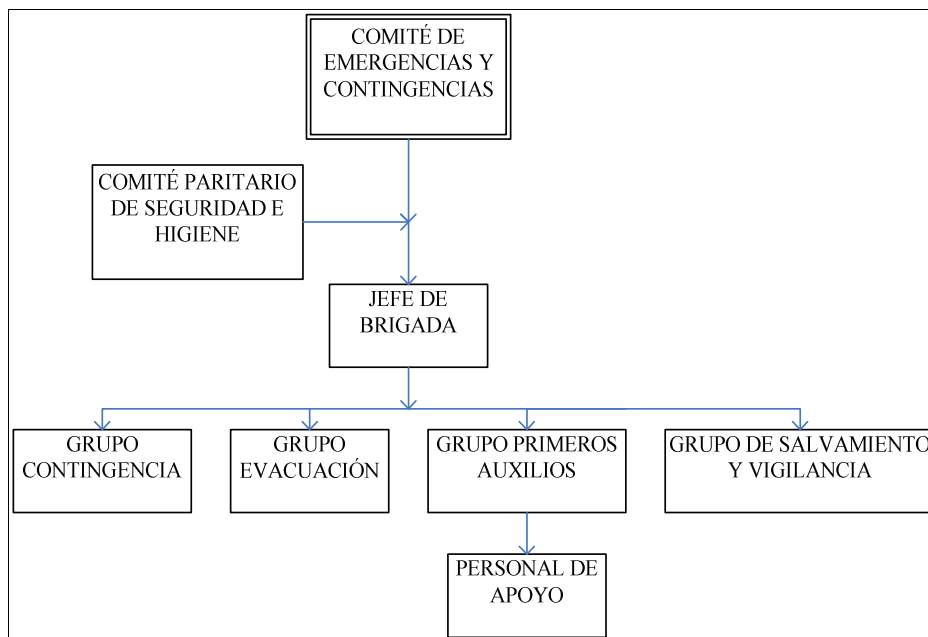 COMITÉ DE
EMERGENCIAS Y
CONTINGENCIAS
COMITÉ PARITARIO
DE SEGURIDAD E
HIGIENE
JEFE DE
BRIGADA
GRUPO
CONTINGENCIA
GRUPO
EVACUACIÓN
GRUPO PRIMEROS
AUXILIOS
GRUPO DE SALVAMIENTO
Y VIGILANCIA
PERSONAL DE
APOYO